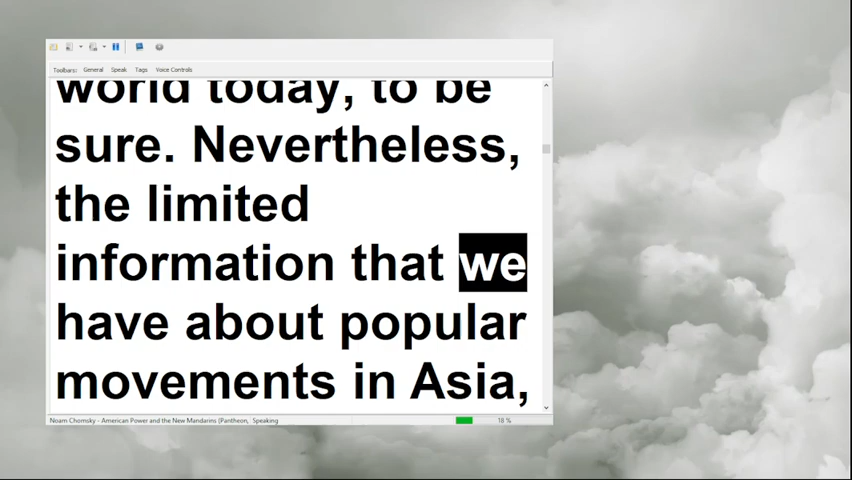 Toolbars: General Speak Tags Voice Controls
world today, to be
sure. Nevertheless,
the limited
information that we
have about popular
movements in Asia,
Noam Chomsky - American Power and the New Mandarins (Pantheon, Speaking 18 %